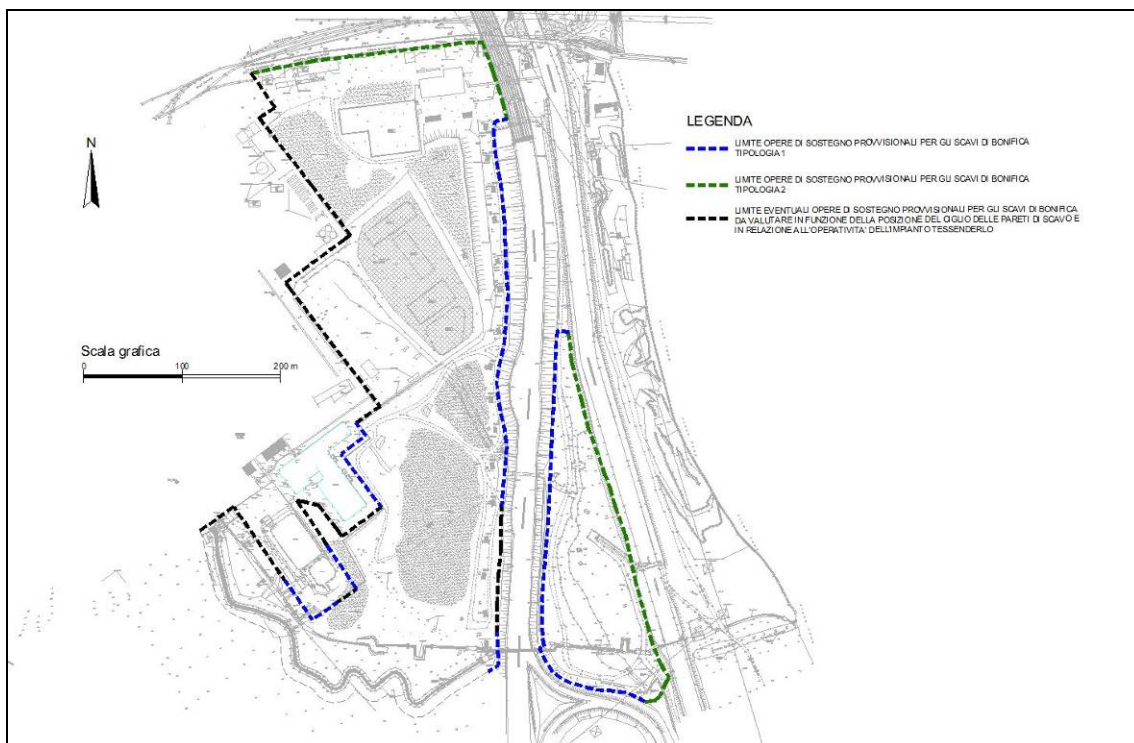 N
Scala grafica
0 100 200 m
LEGENDA
LIMITE OPERE DI SOSTEGNO PROVVISIONALI PER GLI SCAVI DI BONIFICA
TIPOLOGIA 1
LIMITE OPERE DI SOSTEGNO PROVVISIONALI PER GLI SCAVI DI BONIFICA
TIPOLOGIA 2
LIMITE EVENTUALI OPERE DI SOSTEGNO PROVVISIONALI PER GLI SCAVI DI BONIFICA
DA VALUTARE IN FUNZIONE DELLA POSIZIONE DEL CIGLIO DELLE PARETI DI SCAVO E
IN RELAZIONE ALL'OPERATIVITA' DELL'IMPIANTO TESSENDERLO